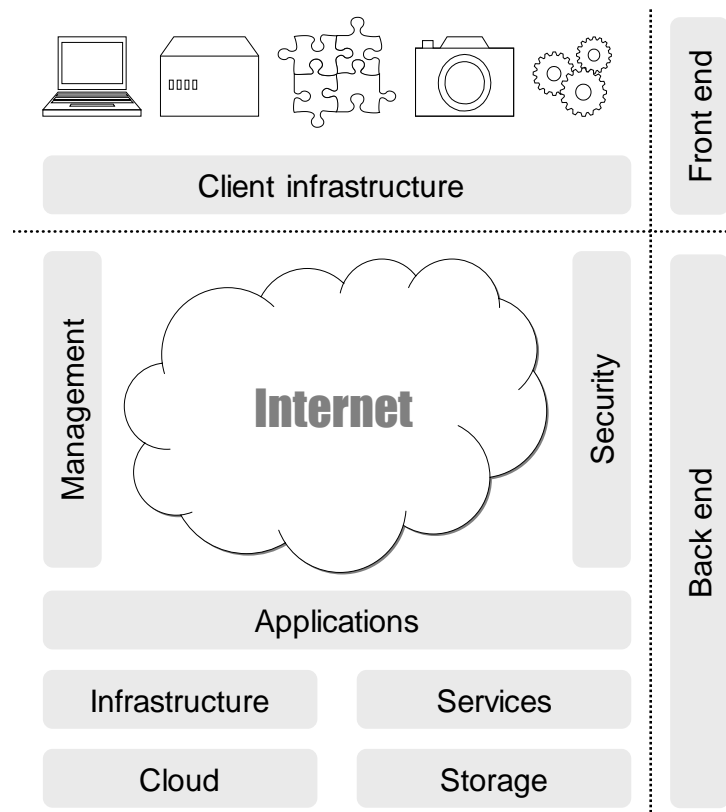 Client infrastructure
Front end
Management
Internet
Security
Back end
Applications
Infrastructure
Services
Cloud
Storage